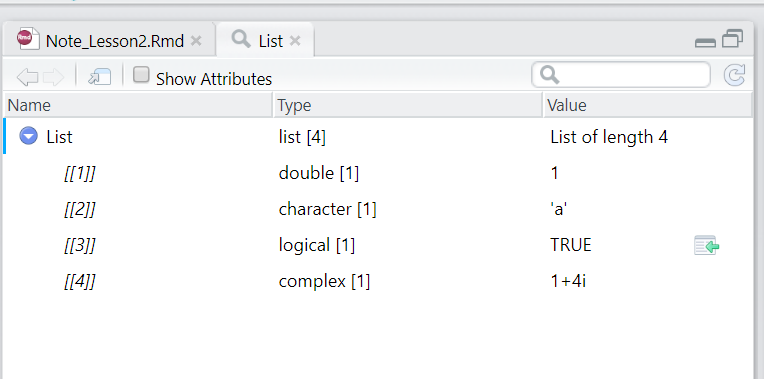 Rmd Note_Lesson2.Rmd List
Show Attributes
Name Type Value
List list [4] List of length 4
[[1]] double [1] 1
[[2]] character [1] 'a'
[[3]] logical [1] TRUE
[[4]] complex [1] 1+4i